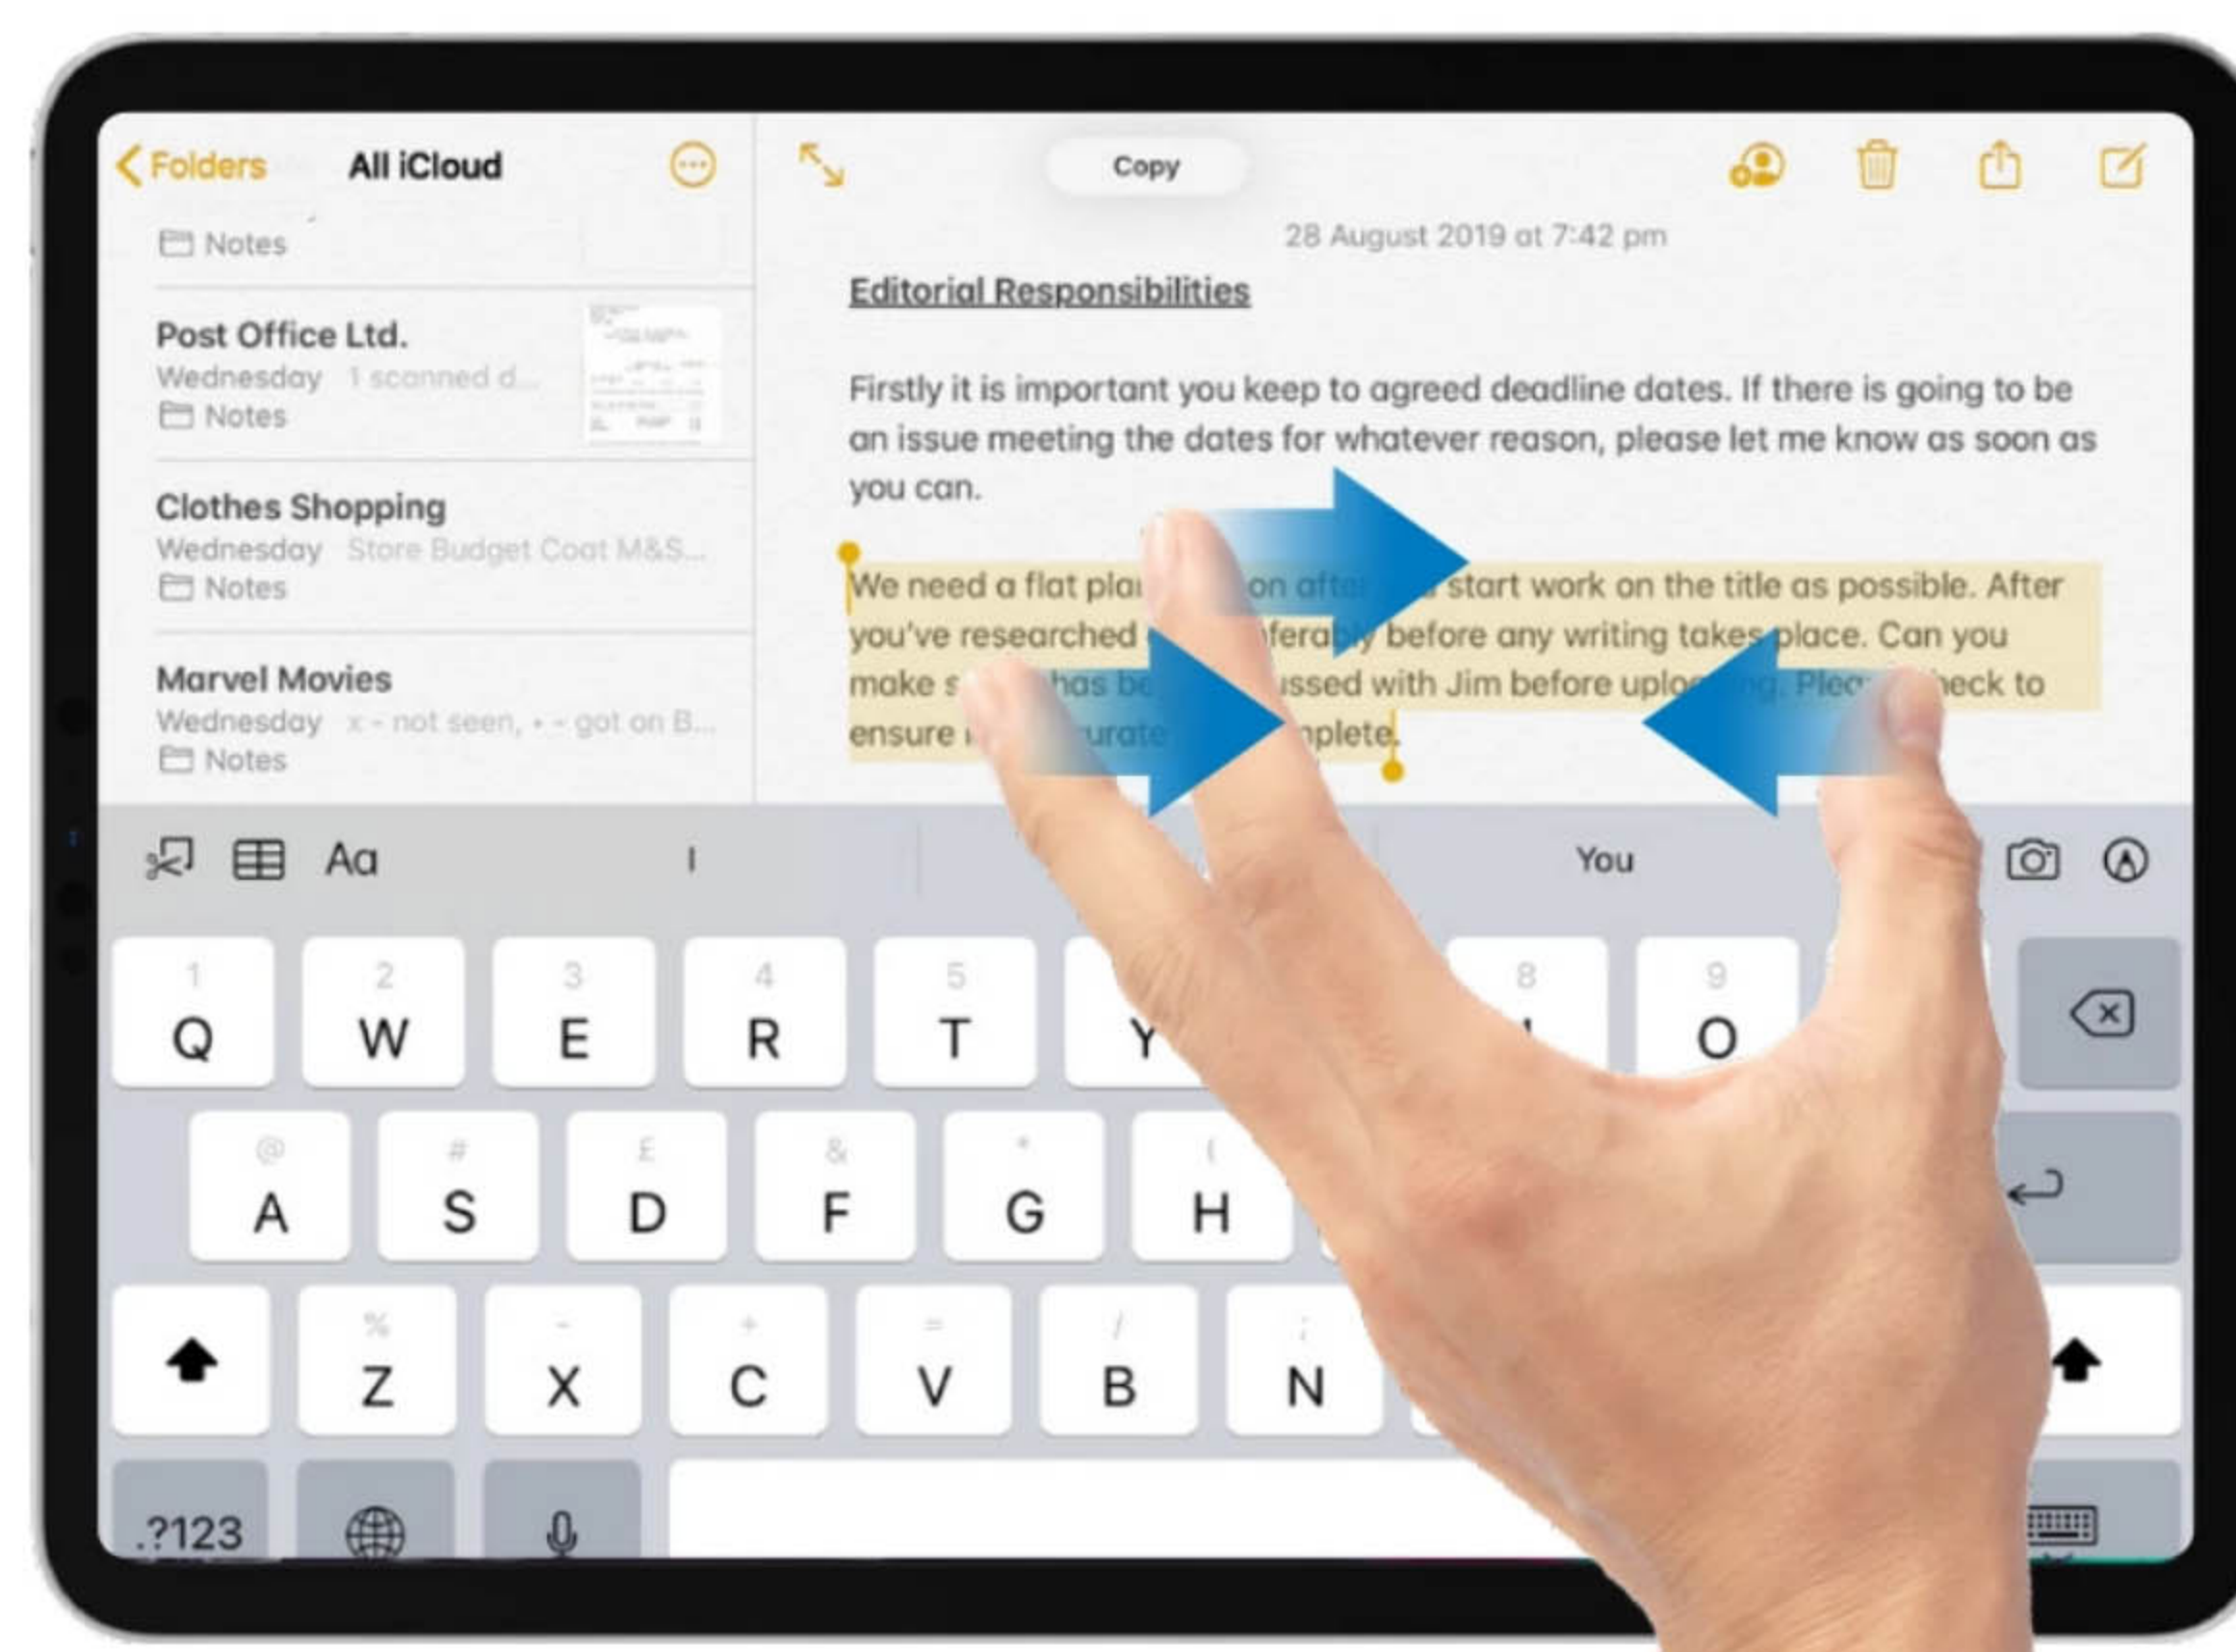 Folders
All iCloud
Copy
28 August 2019 at 7:42 pm
Notes
Post Office Ltd.
Wednesday 1 scanned d...
Notes
Clothes Shopping
Wednesday Store Budget Coat M&S...
Notes
Marvel Movies
Wednesday x - not seen, • - got on B...
Notes
Editorial Responsibilities
Firstly it is important you keep to agreed deadline dates. If there is going to be
an issue meeting the dates for whatever reason, please let me know as soon as
you can.
We need a flat on start work on the title as possible. After
you've researched before any writing takes place. Can you
make has with Jim before to
ensure
Aa I You
1 2 3 4 5 8 9
Q W E R T Y O
@ # £ & * (
A S D F G H
% - + = / ;
Z X C V B N
.?123